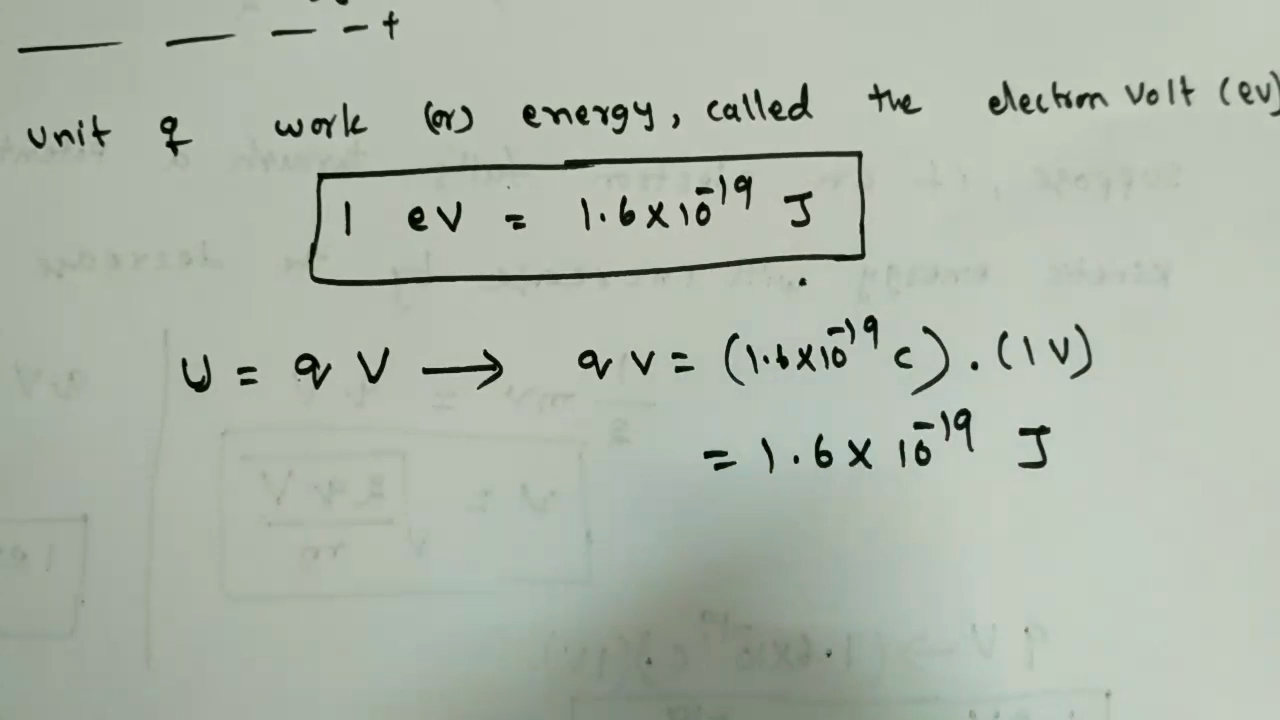 unit of work (or) energy, called the electron volt (eV)
1 eV = 1.6×10⁻¹⁹ J
U = qV → qV = (1.6×10⁻¹⁹ C).(1V)
= 1.6×10⁻¹⁹ J